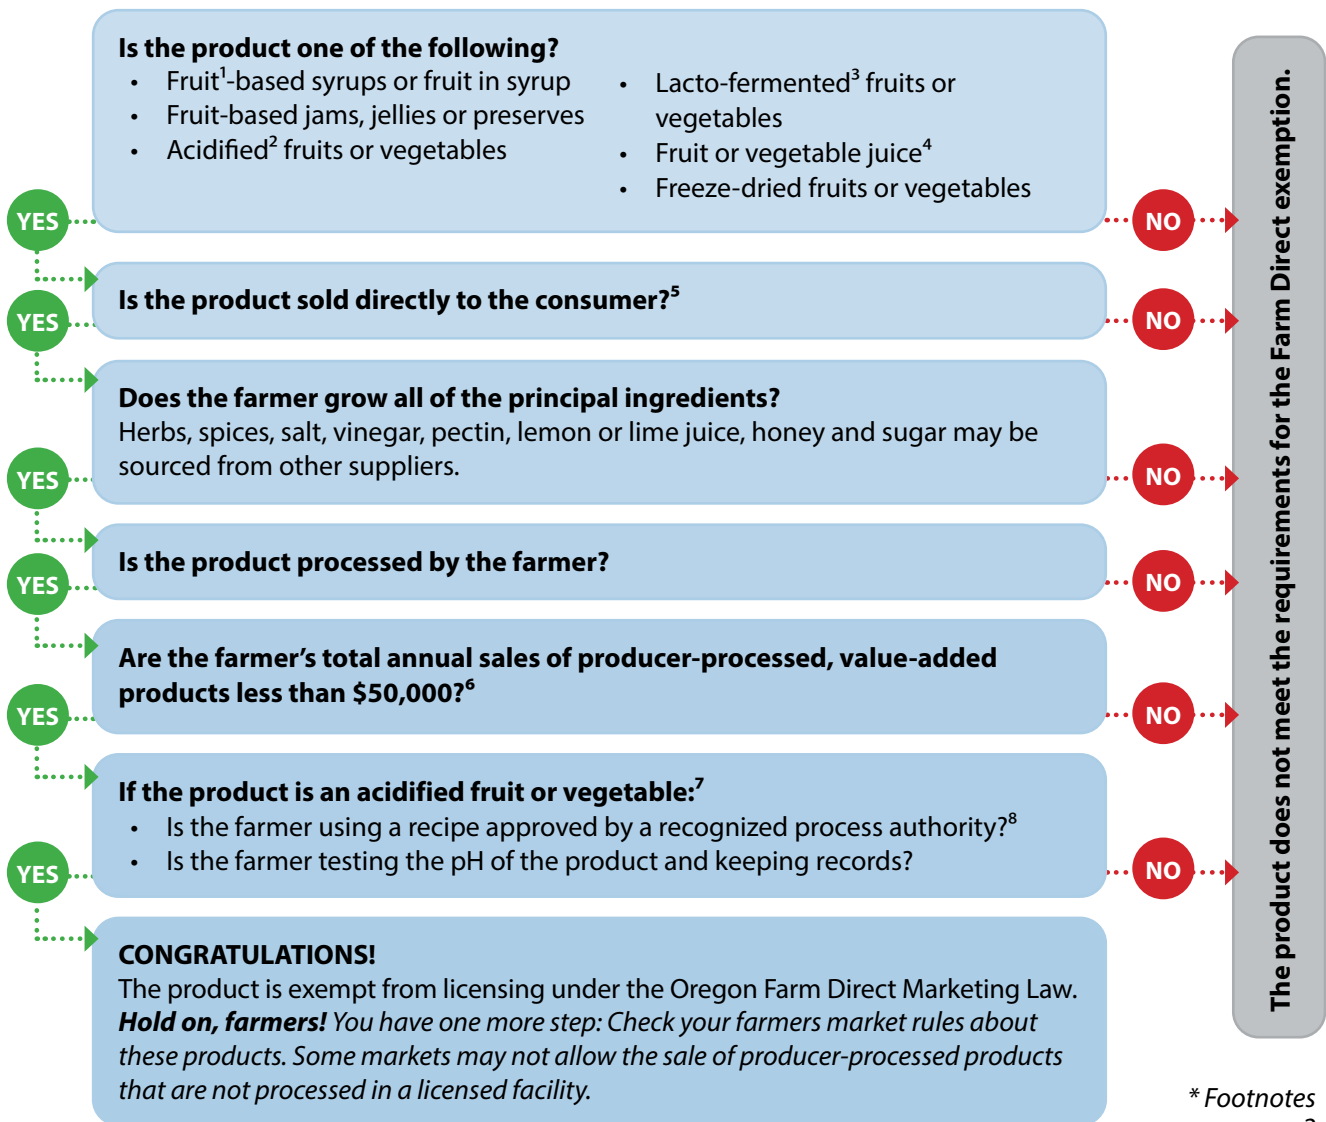 Is the product one of the following?
• Fruit¹-based syrups or fruit in syrup
• Fruit-based jams, jellies or preserves
• Acidified² fruits or vegetables
• Lacto-fermented³ fruits or
vegetables
• Fruit or vegetable juice⁴
• Freeze-dried fruits or vegetables
YES
NO
Is the product sold directly to the consumer?⁵
YES
NO
Does the farmer grow all of the principal ingredients?
Herbs, spices, salt, vinegar, pectin, lemon or lime juice, honey and sugar may be
sourced from other suppliers.
YES
NO
Is the product processed by the farmer?
YES
NO
Are the farmer's total annual sales of producer-processed, value-added
products less than $50,000?⁶
YES
NO
If the product is an acidified fruit or vegetable:⁷
• Is the farmer using a recipe approved by a recognized process authority?⁸
• Is the farmer testing the pH of the product and keeping records?
YES
NO
CONGRATULATIONS!
The product is exempt from licensing under the Oregon Farm Direct Marketing Law.
Hold on, farmers! You have one more step: Check your farmers market rules about
these products. Some markets may not allow the sale of producer-processed products
that are not processed in a licensed facility.
The product does not meet the requirements for the Farm Direct exemption.
* Footnotes